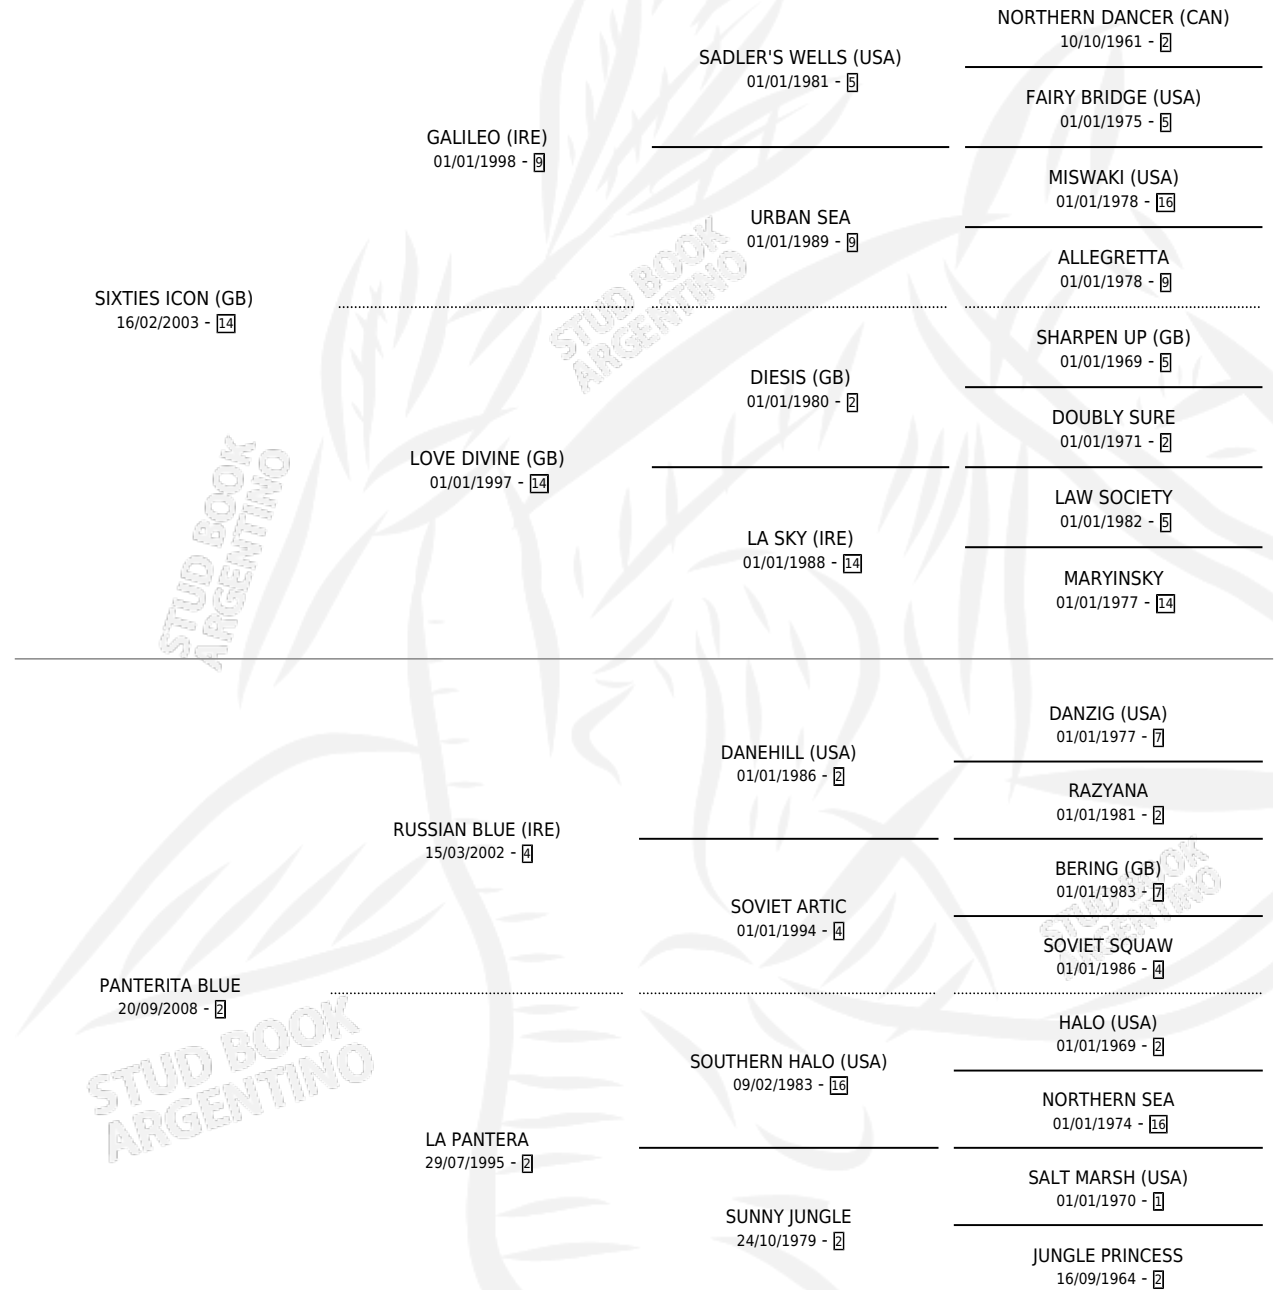 NORTHERN DANCER (CAN)
10/10/1961 - 2
SADLER'S WELLS (USA)
01/01/1981 - 5
FAIRY BRIDGE (USA)
01/01/1975 - 5
GALILEO (IRE)
01/01/1998 - 9
MISWAKI (USA)
01/01/1978 - 16
URBAN SEA
01/01/1989 - 9
ALLEGRETTA
01/01/1978 - 9
SIXTIES ICON (GB)
16/02/2003 - 14
SHARPEN UP (GB)
01/01/1969 - 5
DIESIS (GB)
01/01/1980 - 2
DOUBLY SURE
01/01/1971 - 2
LOVE DIVINE (GB)
01/01/1997 - 14
LAW SOCIETY
01/01/1982 - 5
LA SKY (IRE)
01/01/1988 - 14
MARYINSKY
01/01/1977 - 14
DANZIG (USA)
01/01/1977 - 7
DANEHILL (USA)
01/01/1986 - 2
RAZYANA
01/01/1981 - 2
RUSSIAN BLUE (IRE)
15/03/2002 - 4
BERING (GB)
01/01/1983 - 7
SOVIET ARTIC
01/01/1994 - 4
SOVIET SQUAW
01/01/1986 - 4
PANTERITA BLUE
20/09/2008 - 2
HALO (USA)
01/01/1969 - 2
SOUTHERN HALO (USA)
09/02/1983 - 16
NORTHERN SEA
01/01/1974 - 16
LA PANTERA
29/07/1995 - 2
SALT MARSH (USA)
01/01/1970 - 1
SUNNY JUNGLE
24/10/1979 - 2
JUNGLE PRINCESS
16/09/1964 - 2
STUD BOOK
ARGENTINO
STUD BOOK
ARGENTINO
STUD BOOK
ARGENTINO
STUD BOOK
ARGENTINO